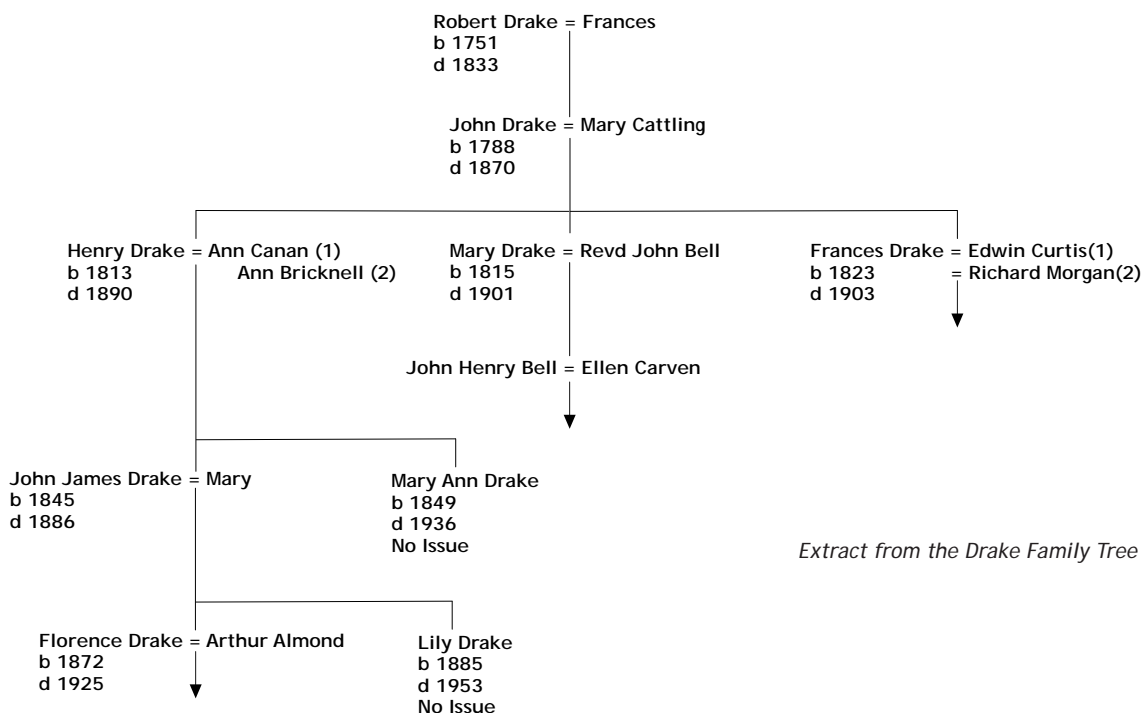 Robert Drake = Frances
b 1751
d 1833
John Drake = Mary Cattling
b 1788
d 1870
Henry Drake = Ann Canan (1)
Ann Bricknell (2)
b 1813
d 1890
Mary Drake = Revd John Bell
b 1815
d 1901
Frances Drake = Edwin Curtis(1)
b 1823 = Richard Morgan(2)
d 1903
John Henry Bell = Ellen Carven
John James Drake = Mary
b 1845
d 1886
Mary Ann Drake
b 1849
d 1936
No Issue
Extract from the Drake Family Tree
Florence Drake = Arthur Almond
b 1872
d 1925
Lily Drake
b 1885
d 1953
No Issue